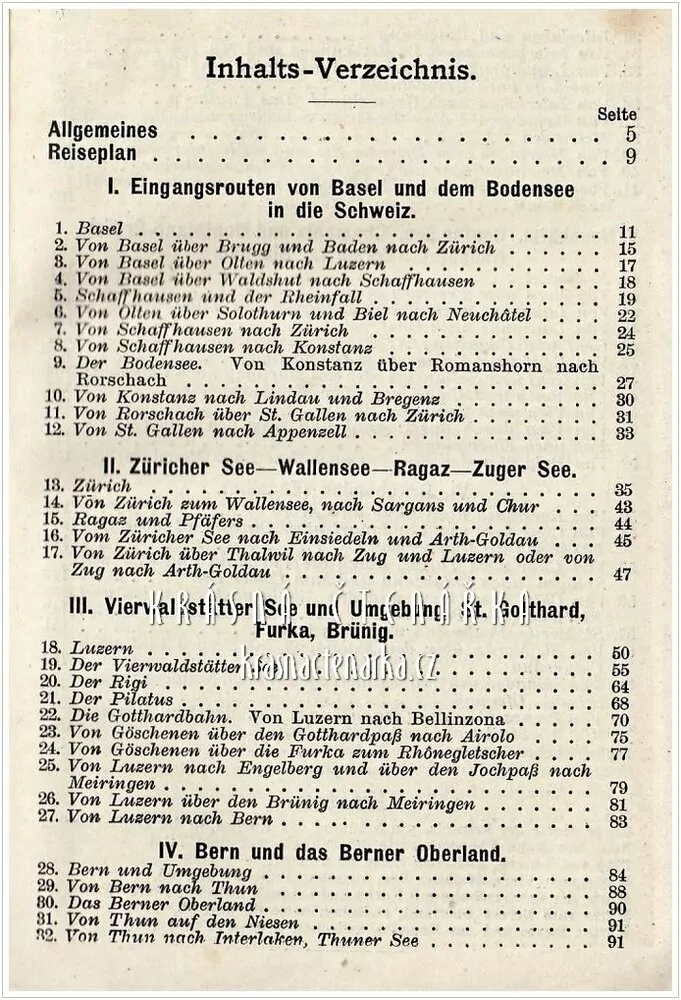 Inhalts-Verzeichnis.
Seite
Allgemeines . . . . . . . . . . . . . . . . . 5
Reiseplan . . . . . . . . . . . . . . . . . . 9
I. Eingangsrouten von Basel und dem Bodensee
in die Schweiz.
1. Basel . . . . . . . . . . . . . . . . . . 11
2. Von Basel über Brugg und Baden nach Zürich . . . . . 15
3. Von Basel über Olten nach Luzern . . . . . . . . 17
4. Von Basel über Waldshut nach Schaffhausen . . . . . 18
5. Schaffhausen und der Rheinfall . . . . . . . . . 19
6. Von Olten über Solothurn und Biel nach Neuchâtel . . . . 22
7. Von Schaffhausen nach Zürich . . . . . . . . . . 24
8. Von Schaffhausen nach Konstanz . . . . . . . . . 25
9. Der Bodensee. Von Konstanz über Romanshorn nach
Rorschach . . . . . . . . . . . . . . . . 27
10. Von Konstanz nach Lindau und Bregenz . . . . . . 30
11. Von Rorschach über St. Gallen nach Zürich . . . . . 31
12. Von St. Gallen nach Appenzell . . . . . . . . . . 33
II. Züricher See—Wallensee—Ragaz—Zuger See.
13. Zürich . . . . . . . . . . . . . . . . . . 35
14. Von Zürich zum Wallensee, nach Sargans und Chur . . . 43
15. Ragaz und Pfäfers . . . . . . . . . . . . . . 44
16. Vom Züricher See nach Einsiedeln und Arth-Goldau . . . 45
17. Von Zürich über Thalwil nach Zug und Luzern oder von
Zug nach Arth-Goldau . . . . . . . . . . . . 47
III. Vierwaldstätter See und Umgebung, St. Gotthard,
KRÁSNÁ ČTENÁŘKA
Furka, Brünig.
18. Luzern . . . . . . . . . . . . . . . . . . 50
19. Der Vierwaldstätter See . . . . . . . . . . . . 55
krasnactenarka.cz
20. Der Rigi . . . . . . . . . . . . . . . . . 64
21. Der Pilatus . . . . . . . . . . . . . . . . 68
22. Die Gotthardbahn. Von Luzern nach Bellinzona . . . . . 70
23. Von Göschenen über den Gotthardpaß nach Airolo . . . . 75
24. Von Göschenen über die Furka zum Rhônegletscher . . . . 77
25. Von Luzern nach Engelberg und über den Jochpaß nach
Meiringen . . . . . . . . . . . . . . . . 79
26. Von Luzern über den Brünig nach Meiringen . . . . . . 81
27. Von Luzern nach Bern . . . . . . . . . . . . . 83
IV. Bern und das Berner Oberland.
28. Bern und Umgebung . . . . . . . . . . . . . . 84
29. Von Bern nach Thun . . . . . . . . . . . . . 88
30. Das Berner Oberland . . . . . . . . . . . . . 90
31. Von Thun auf den Niesen . . . . . . . . . . . . 91
32. Von Thun nach Interlaken, Thuner See . . . . . . . 91